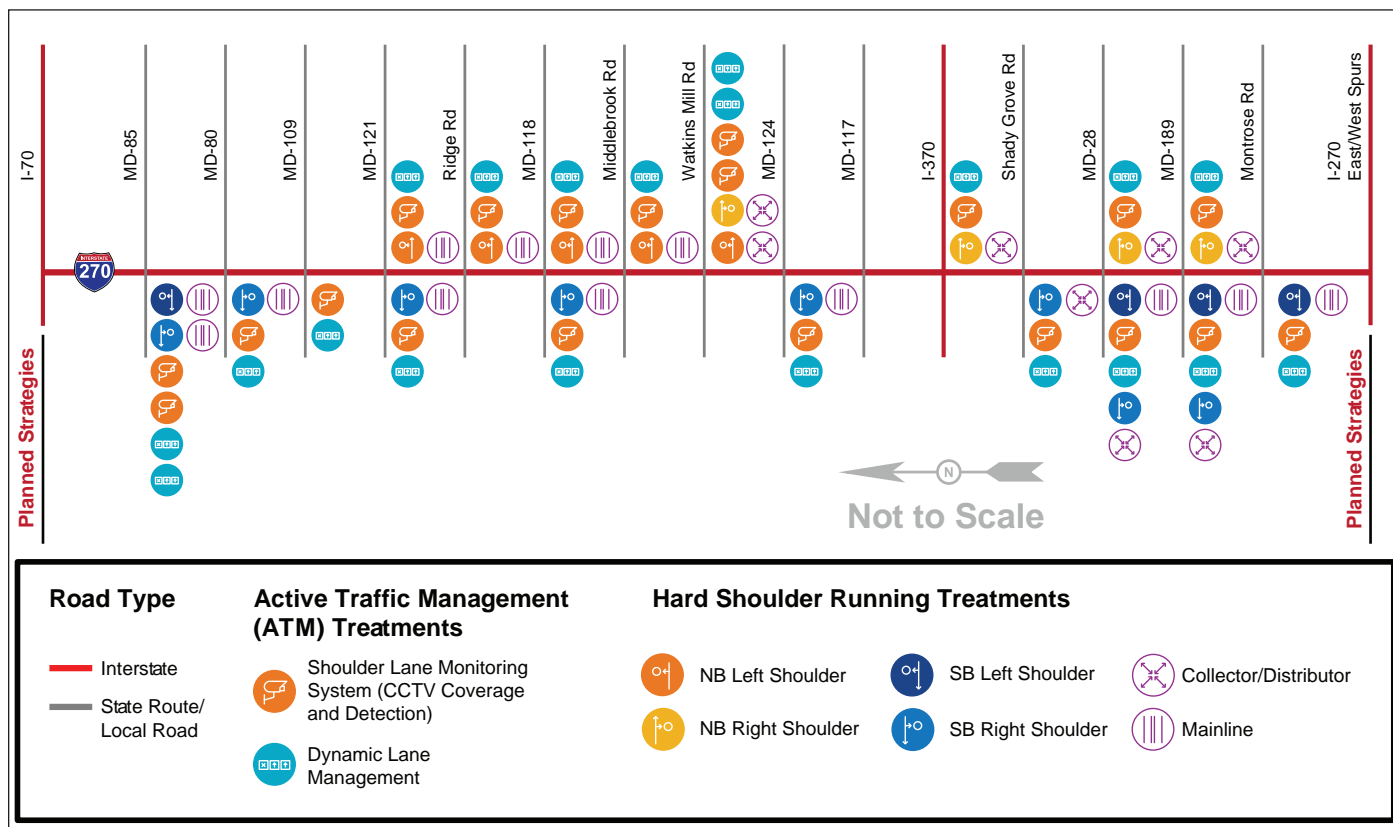 I-70
MD-85
MD-80
MD-109
MD-121
Ridge Rd
MD-118
Middlebrook Rd
Watkins Mill Rd
MD-124
MD-117
I-370
Shady Grove Rd
MD-28
MD-189
Montrose Rd
I-270
East/West Spurs
INTERSTATE
270
Planned Strategies
Planned Strategies
N
Not to Scale
Road Type
Interstate
State Route/
Local Road
Active Traffic Management
(ATM) Treatments
Shoulder Lane Monitoring
System (CCTV Coverage
and Detection)
Dynamic Lane
Management
Hard Shoulder Running Treatments
NB Left Shoulder
SB Left Shoulder
Collector/Distributor
NB Right Shoulder
SB Right Shoulder
Mainline